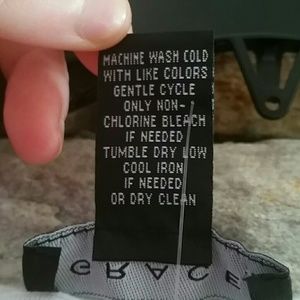 MACHINE WASH COLD
WITH LIKE COLORS
GENTLE CYCLE
ONLY NON-
CHLORINE BLEACH
IF NEEDED
TUMBLE DRY LOW
COOL IRON
IF NEEDED
OR DRY CLEAN
GRACE